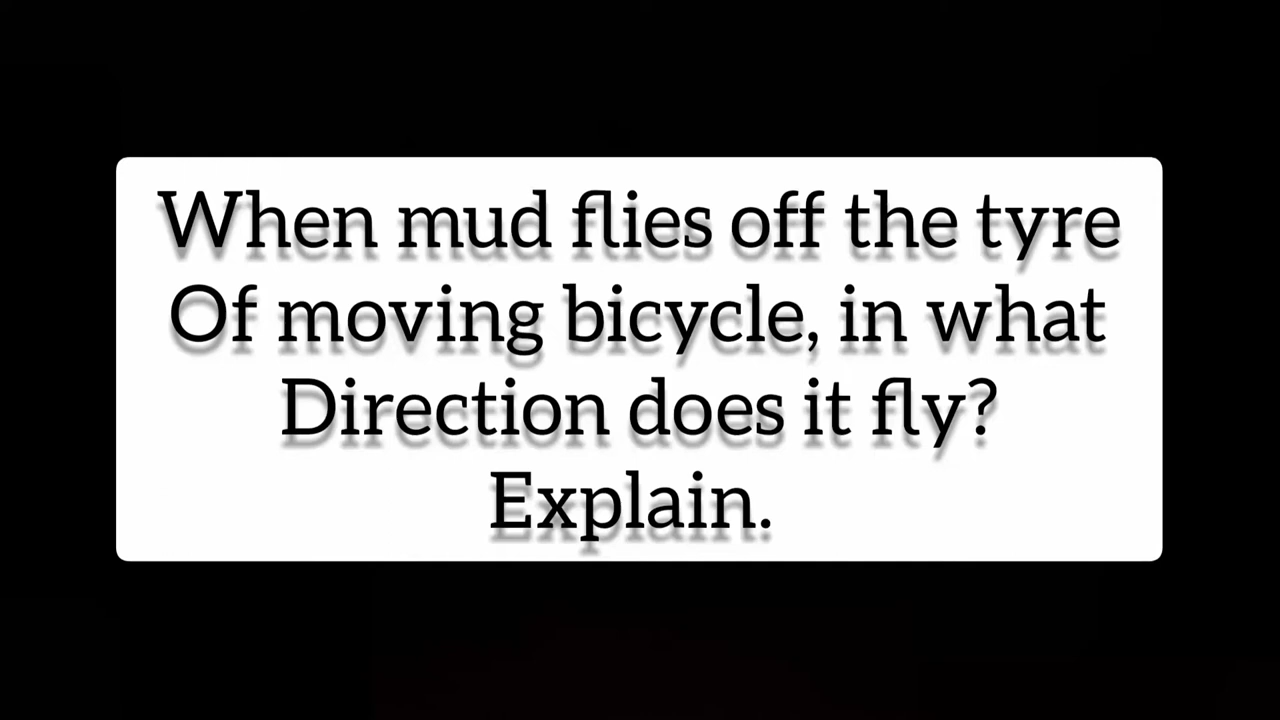 When mud flies off the tyre
Of moving bicycle, in what
Direction does it fly?
Explain.